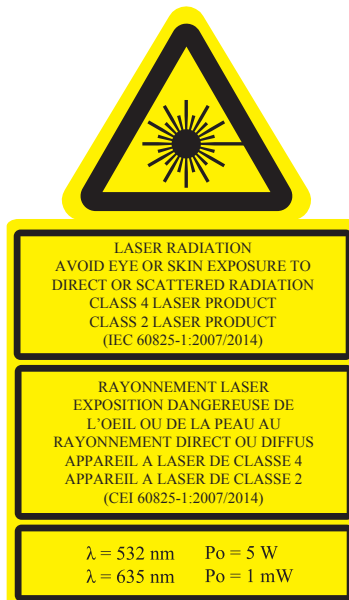 LASER RADIATION
AVOID EYE OR SKIN EXPOSURE TO
DIRECT OR SCATTERED RADIATION
CLASS 4 LASER PRODUCT
CLASS 2 LASER PRODUCT
(IEC 60825-1:2007/2014)
RAYONNEMENT LASER
EXPOSITION DANGEREUSE DE
L'OEIL OU DE LA PEAU AU
RAYONNEMENT DIRECT OU DIFFUS
APPAREIL A LASER DE CLASSE 4
APPAREIL A LASER DE CLASSE 2
(CEI 60825-1:2007/2014)
λ = 532 nm Po = 5 W
λ = 635 nm Po = 1 mW